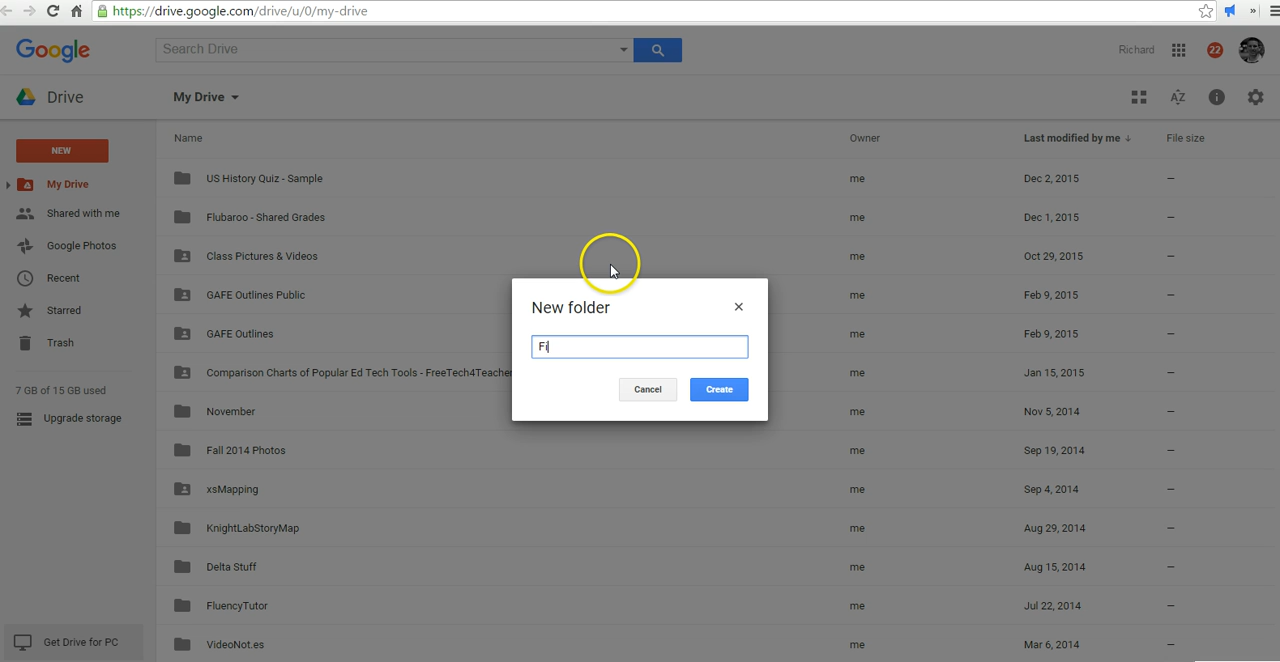 https://drive.google.com/drive/u/0/my-drive
»
Google
Search Drive
Richard
22
Drive
My Drive
AZ
Name
Owner
Last modified by me
File size
NEW
My Drive
Shared with me
Google Photos
Recent
Starred
Trash
7 GB of 15 GB used
Upgrade storage
Get Drive for PC
US History Quiz - Sample me Dec 2, 2015 –
Flubaroo - Shared Grades me Dec 1, 2015 –
Class Pictures & Videos me Oct 29, 2015 –
GAFE Outlines Public me Feb 9, 2015 –
GAFE Outlines me Feb 9, 2015 –
Comparison Charts of Popular Ed Tech Tools - FreeTech4Teacher me Jan 15, 2015 –
November me Nov 5, 2014 –
Fall 2014 Photos me Sep 19, 2014 –
xsMapping me Sep 4, 2014 –
KnightLabStoryMap me Aug 29, 2014 –
Delta Stuff me Aug 15, 2014 –
FluencyTutor me Jul 22, 2014 –
VideoNot.es me Mar 6, 2014 –
New folder
Fi
Cancel
Create